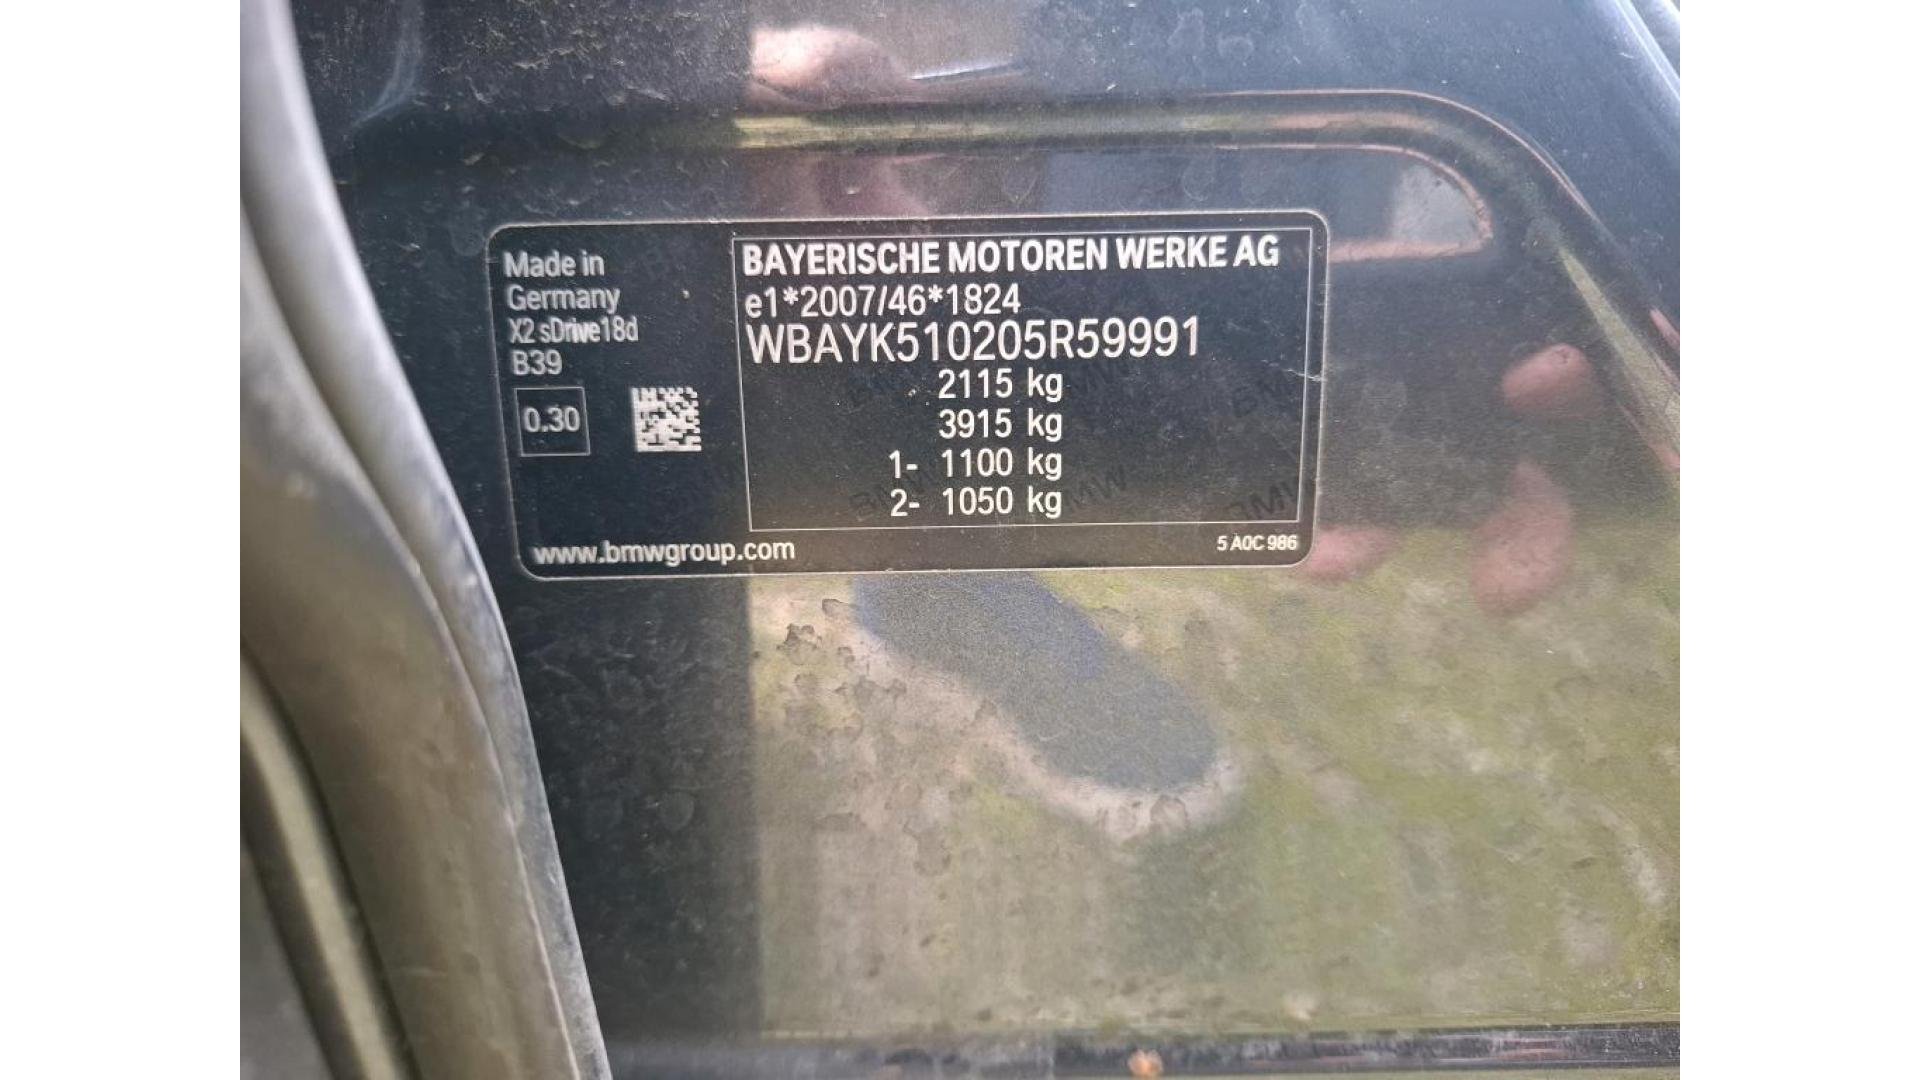 Made in
Germany
X2 sDrive18d
B39
0.30
BAYERISCHE MOTOREN WERKE AG
e1*2007/46*1824
WBAYK510205R59991
2115 kg
3915 kg
1- 1100 kg
2- 1050 kg
www.bmwgroup.com
5 A0C 986